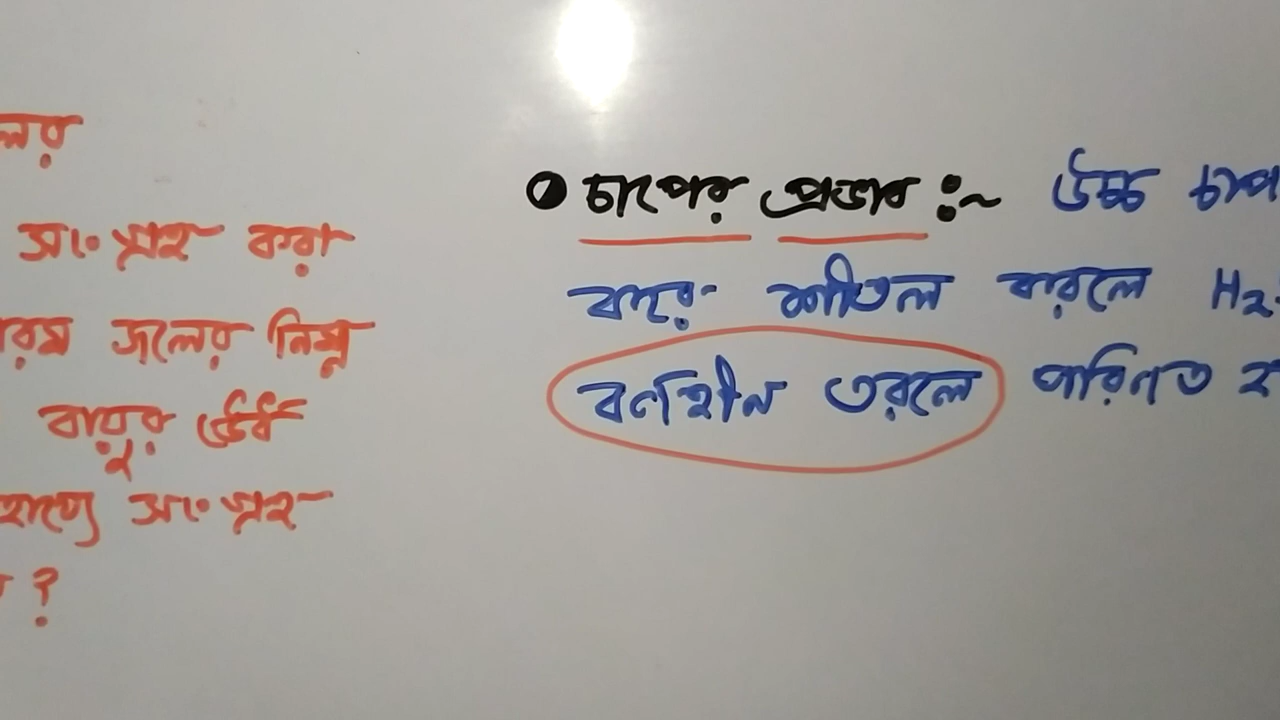 লের
সংগ্রহ করা
গরম জলের নিম্ন
বায়ুর ঊর্ধ্ব
সংগ্রহ
?
চাপের প্রভাব :~ উচ্চ চাপ
বায়ু শীতল করলে H₂
বর্ণহীন তরলে পরিণত হ